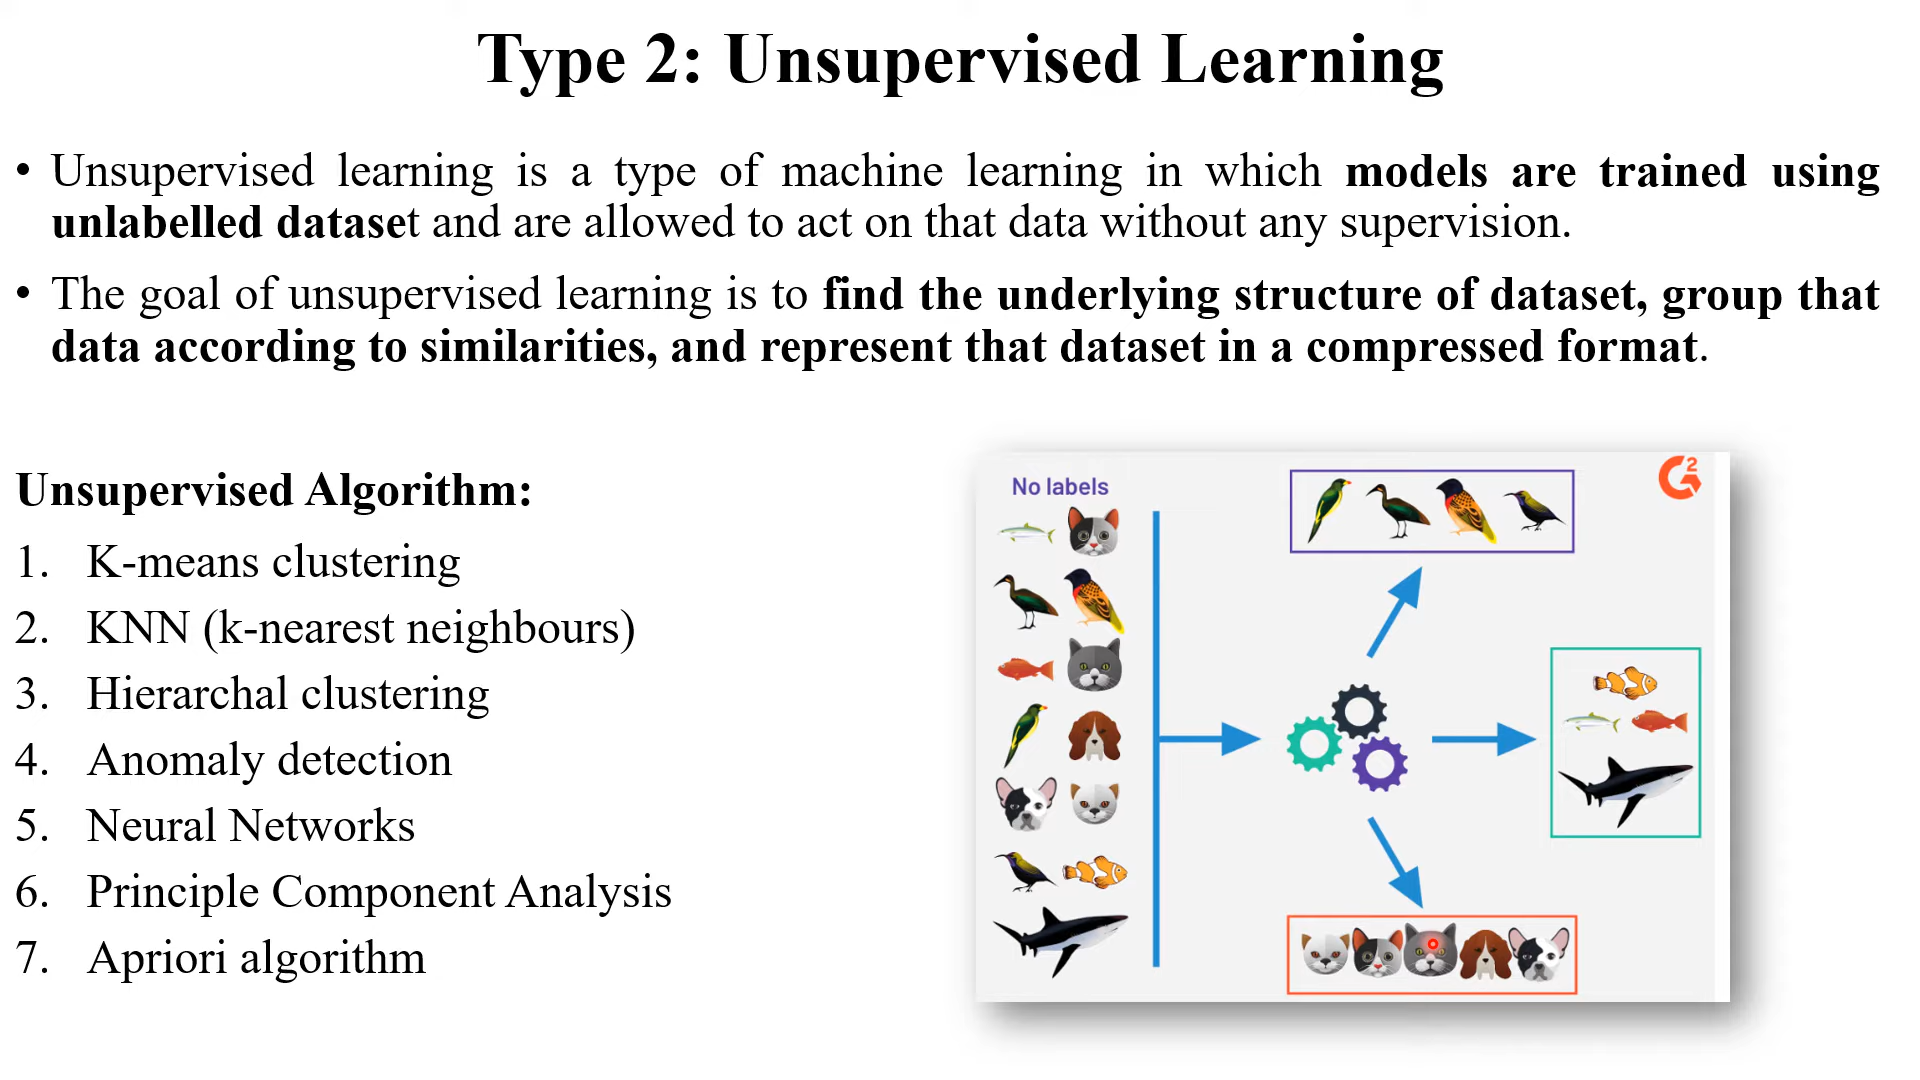 Type 2: Unsupervised Learning
• Unsupervised learning is a type of machine learning in which models are trained using
unlabelled dataset and are allowed to act on that data without any supervision.
• The goal of unsupervised learning is to find the underlying structure of dataset, group that
data according to similarities, and represent that dataset in a compressed format.
Unsupervised Algorithm:
1. K-means clustering
2. KNN (k-nearest neighbours)
3. Hierarchal clustering
4. Anomaly detection
5. Neural Networks
6. Principle Component Analysis
7. Apriori algorithm
No labels
G2